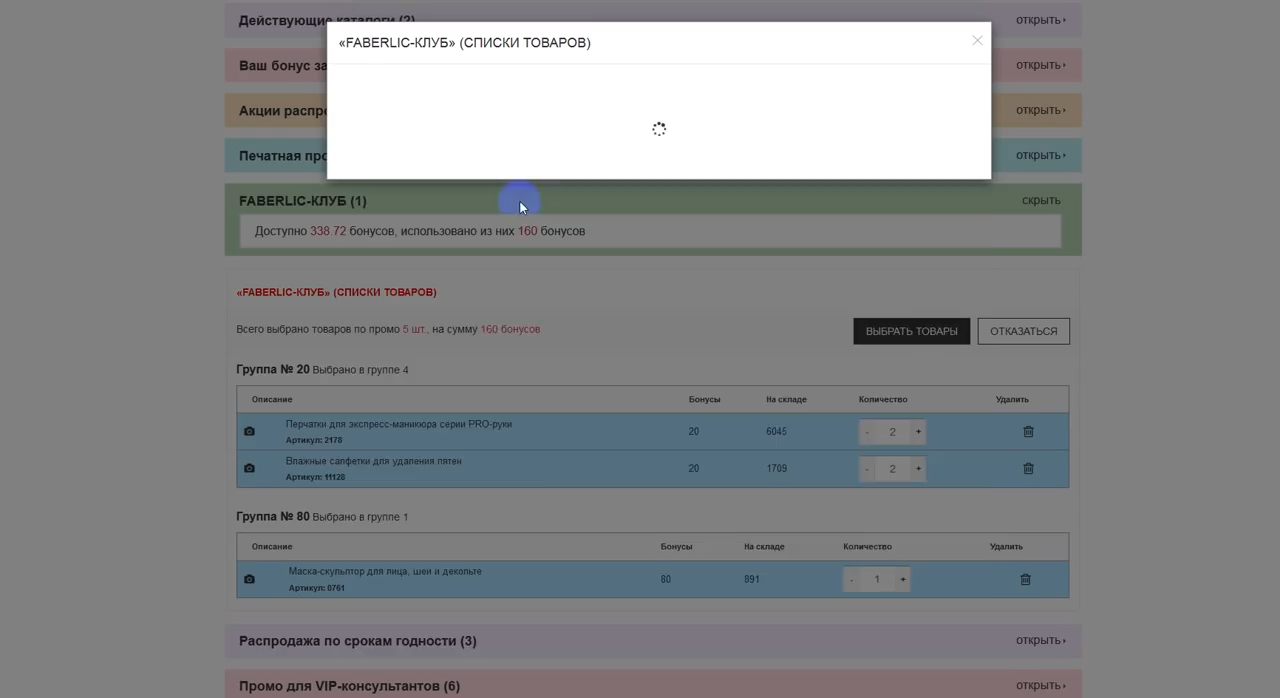 Действующие каталоги (2) открыть
«FABERLIC-КЛУБ» (СПИСКИ ТОВАРОВ)
Ваш бонус за открыть
Акции распр открыть
Печатная про открыть
FABERLIC-КЛУБ (1) скрыть
Доступно 338.72 бонусов, использовано из них 160 бонусов
«FABERLIC-КЛУБ» (СПИСКИ ТОВАРОВ)
Всего выбрано товаров по промо 5 шт., на сумму 160 бонусов ВЫБРАТЬ ТОВАРЫ ОТКАЗАТЬСЯ
Группа № 20 Выбрано в группе 4
Описание Бонусы На складе Количество Удалить
Перчатки для экспресс-маникюра серии PRO-руки 20 6045 - 2 +
Артикул: 2178
Влажные салфетки для удаления пятен 20 1709 - 2 +
Артикул: 11128
Группа № 80 Выбрано в группе 1
Описание Бонусы На складе Количество Удалить
Маска-скульптор для лица, шеи и декольте 80 891 - 1 +
Артикул: 0761
Распродажа по срокам годности (3) открыть
Промо для VIP-консультантов (6) открыть